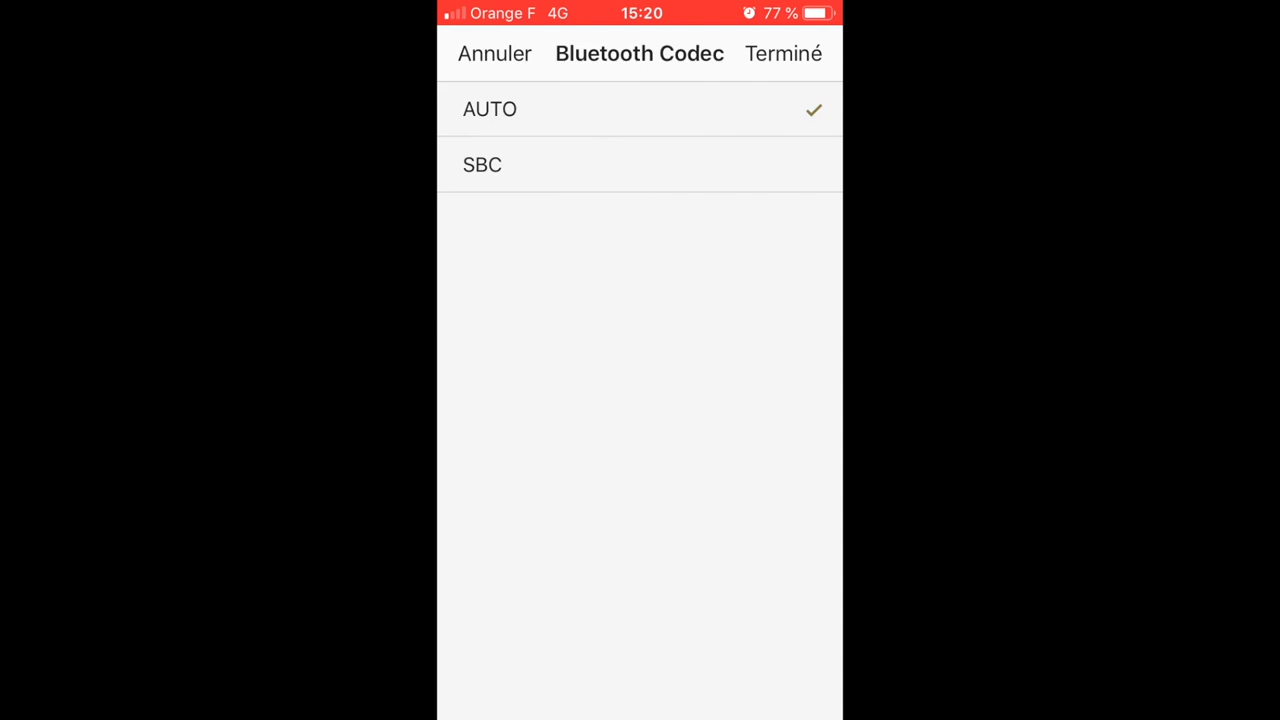 Orange F 4G 15:20 77 %
Annuler Bluetooth Codec Terminé
AUTO
SBC